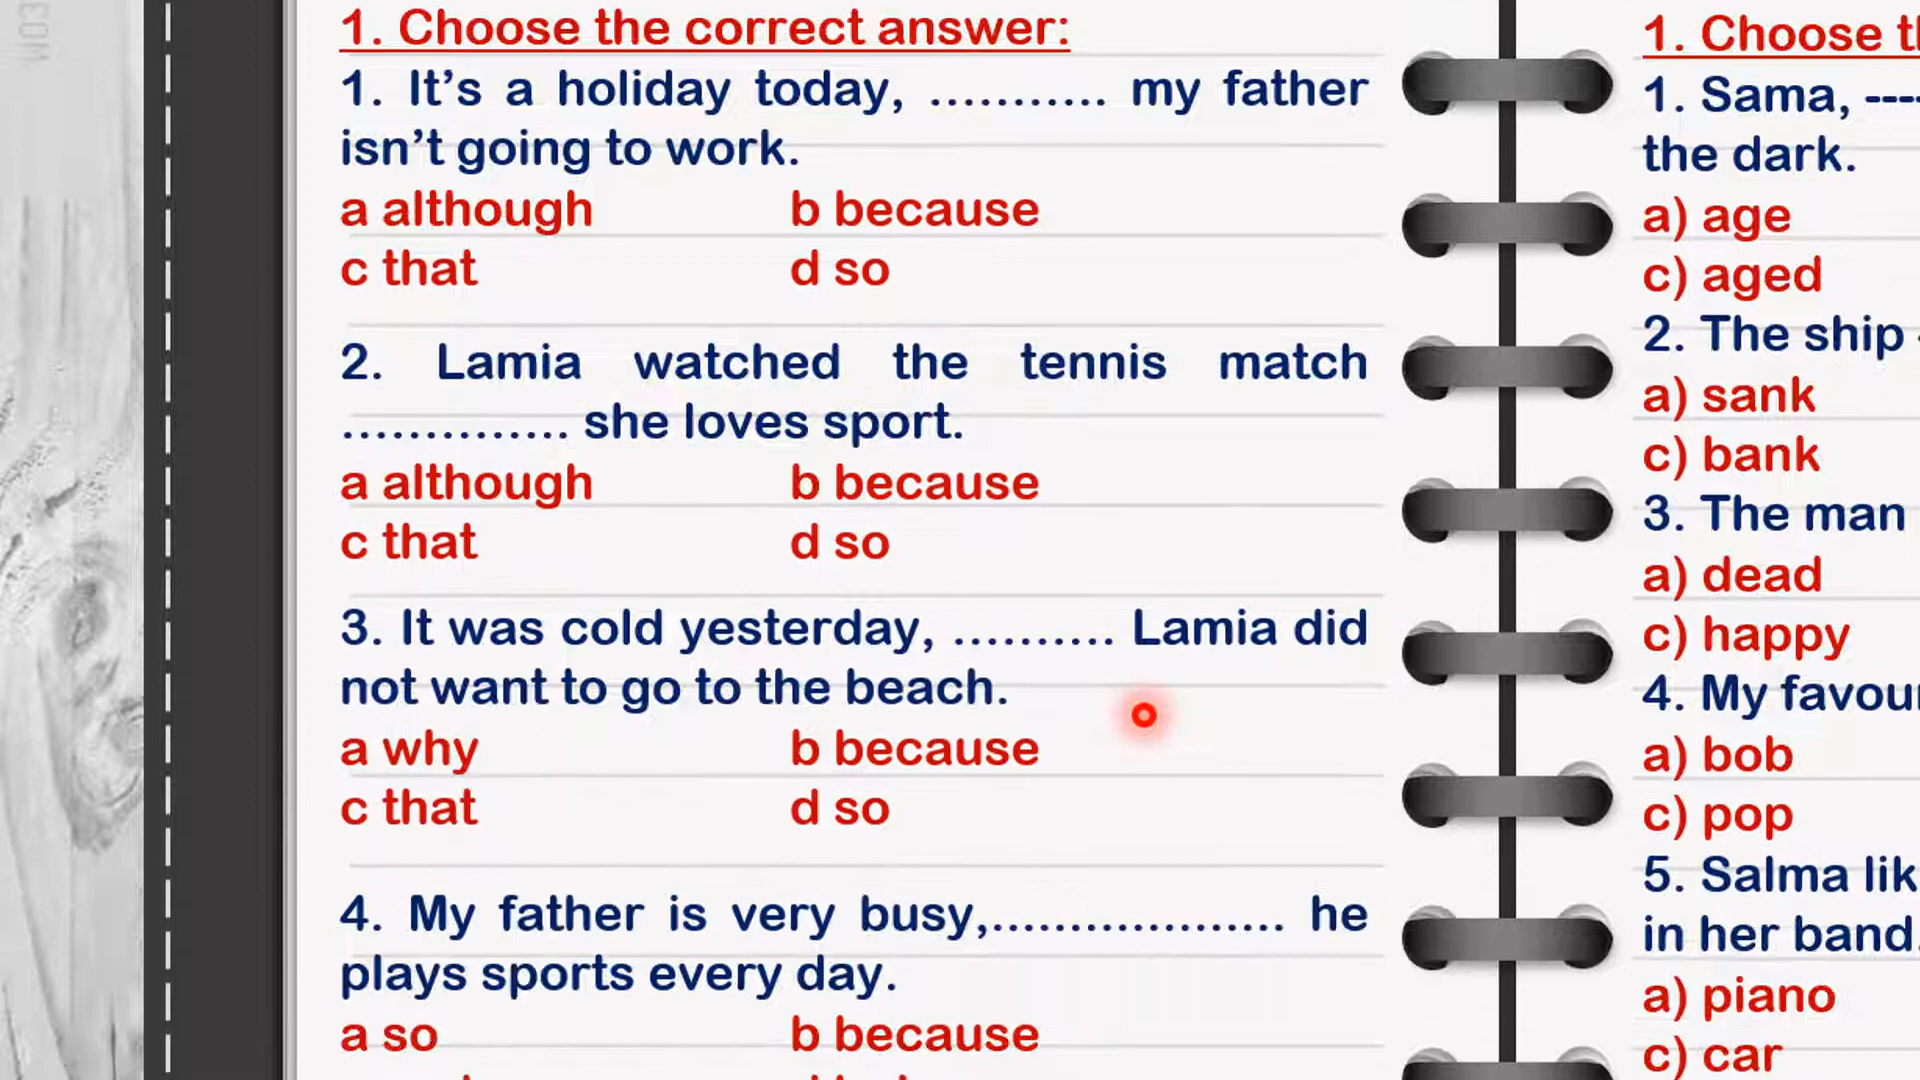 1. Choose the correct answer:
1. It’s a holiday today, ........... my father
isn’t going to work.
a although b because
c that d so
2. Lamia watched the tennis match
.............. she loves sport.
a although b because
c that d so
3. It was cold yesterday, .......... Lamia did
not want to go to the beach.
a why b because
c that d so
4. My father is very busy,................... he
plays sports every day.
a so b because
1. Choose
1. Sama, ----
the dark.
a) age
c) aged
2. The ship
a) sank
c) bank
3. The man
a) dead
c) happy
4. My
a) bob
c) pop
5. Salma
in her band.
a) piano
c) car